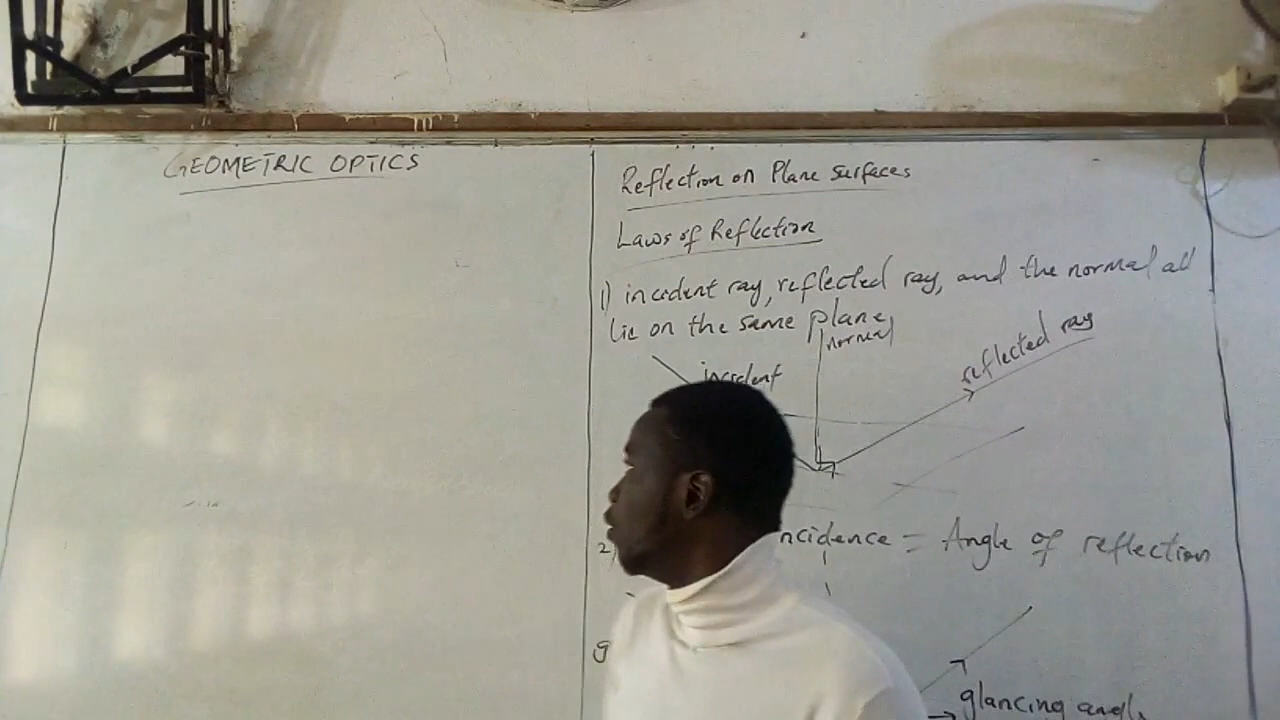 GEOMETRIC OPTICS
Reflection on Plane Surfaces
Laws of Reflection
1) incident ray, reflected ray, and the normal all
lie on the same plane,
normal
incident
reflected ray
2) ncidence = Angle of reflection
g
glancing angle